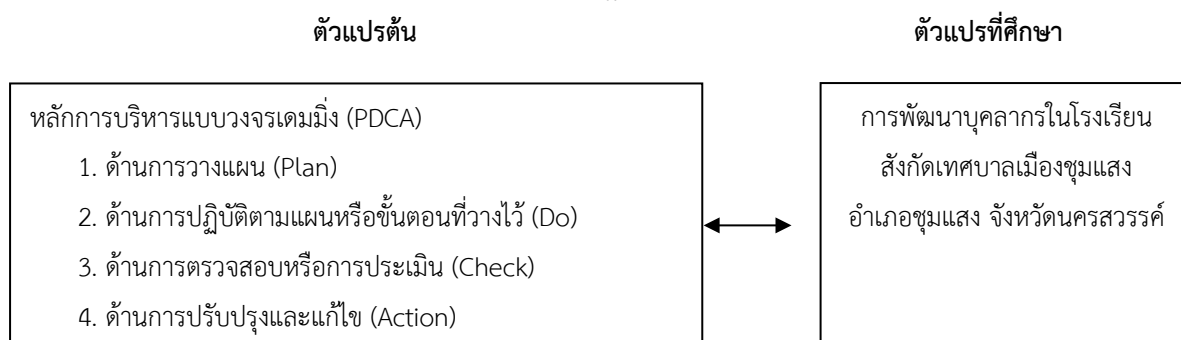 ตัวแปรต้น
ตัวแปรที่ศึกษา
หลักการบริหารแบบวงจรเดมมิ่ง (PDCA)
1. ด้านการวางแผน (Plan)
2. ด้านการปฏิบัติตามแผนหรือขั้นตอนที่วางไว้ (Do)
3. ด้านการตรวจสอบหรือการประเมิน (Check)
4. ด้านการปรับปรุงและแก้ไข (Action)
การพัฒนาบุคลากรในโรงเรียน
สังกัดเทศบาลเมืองชุมแสง
อำเภอชุมแสง จังหวัดนครสวรรค์